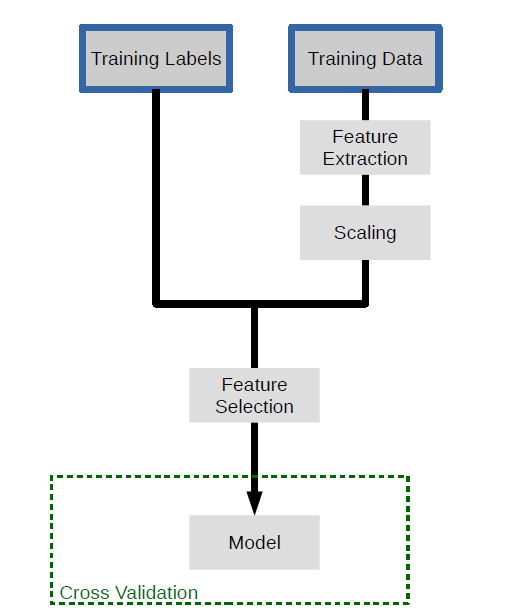 Training Labels
Training Data
Feature
Extraction
Scaling
Feature
Selection
Model
Cross Validation